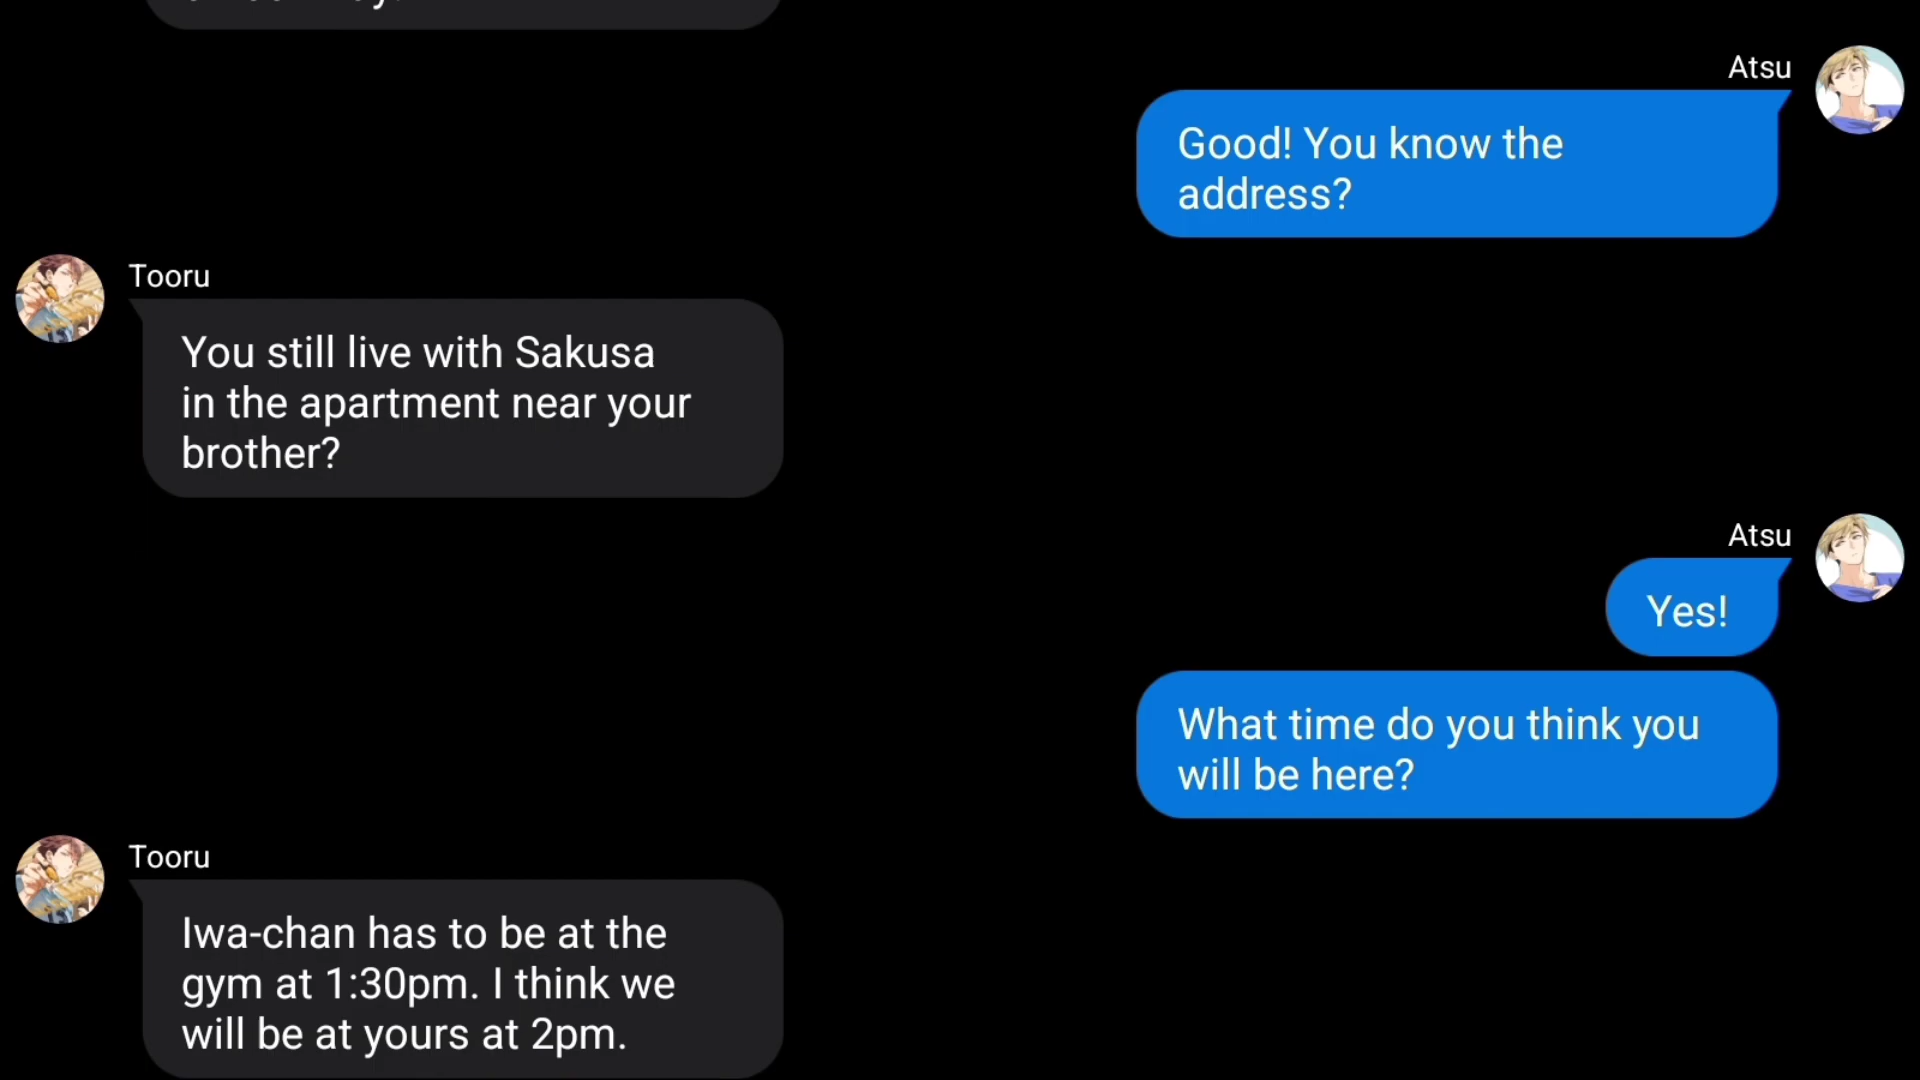 Atsu
Good! You know the
address?
Tooru
You still live with Sakusa
in the apartment near your
brother?
Atsu
Yes!
What time do you think you
will be here?
Tooru
Iwa-chan has to be at the
gym at 1:30pm. I think we
will be at yours at 2pm.